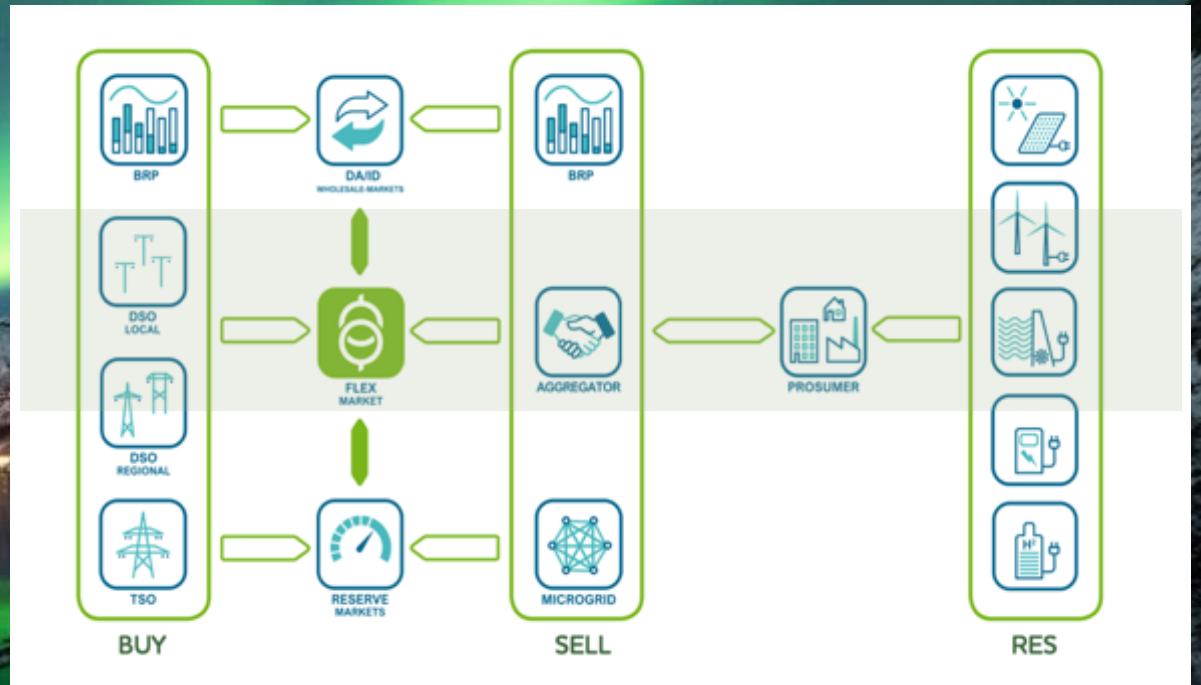 BRP
DA/ID
WHOLESALE-MARKETS
BRP
DSO
LOCAL
FLEX
MARKET
AGGREGATOR
PROSUMER
DSO
REGIONAL
TSO
RESERVE
MARKETS
MICROGRID
H²
BUY
SELL
RES